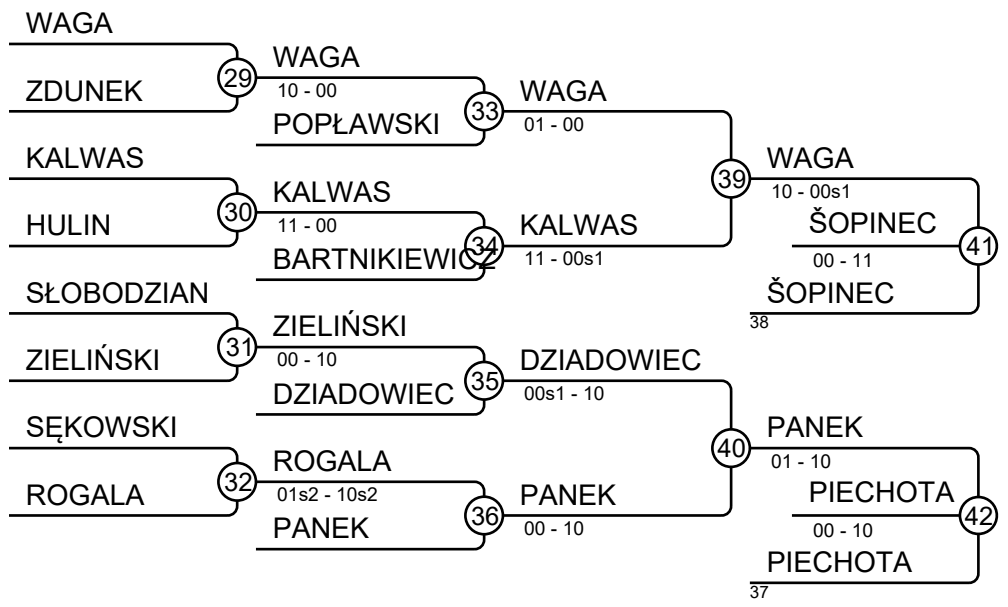 WAGA
ZDUNEK
29
WAGA
10 - 00
POPŁAWSKI
33
WAGA
01 - 00
KALWAS
HULIN
30
KALWAS
11 - 00
BARTNIKIEWICZ
34
KALWAS
11 - 00s1
39
WAGA
10 - 00s1
ŠOPINEC
00 - 11
41
ŠOPINEC
38
SŁOBODZIAN
ZIELIŃSKI
31
ZIELIŃSKI
00 - 10
DZIADOWIEC
35
DZIADOWIEC
00s1 - 10
SĘKOWSKI
ROGALA
32
ROGALA
01s2 - 10s2
PANEK
36
PANEK
00 - 10
40
PANEK
01 - 10
PIECHOTA
00 - 10
42
PIECHOTA
37